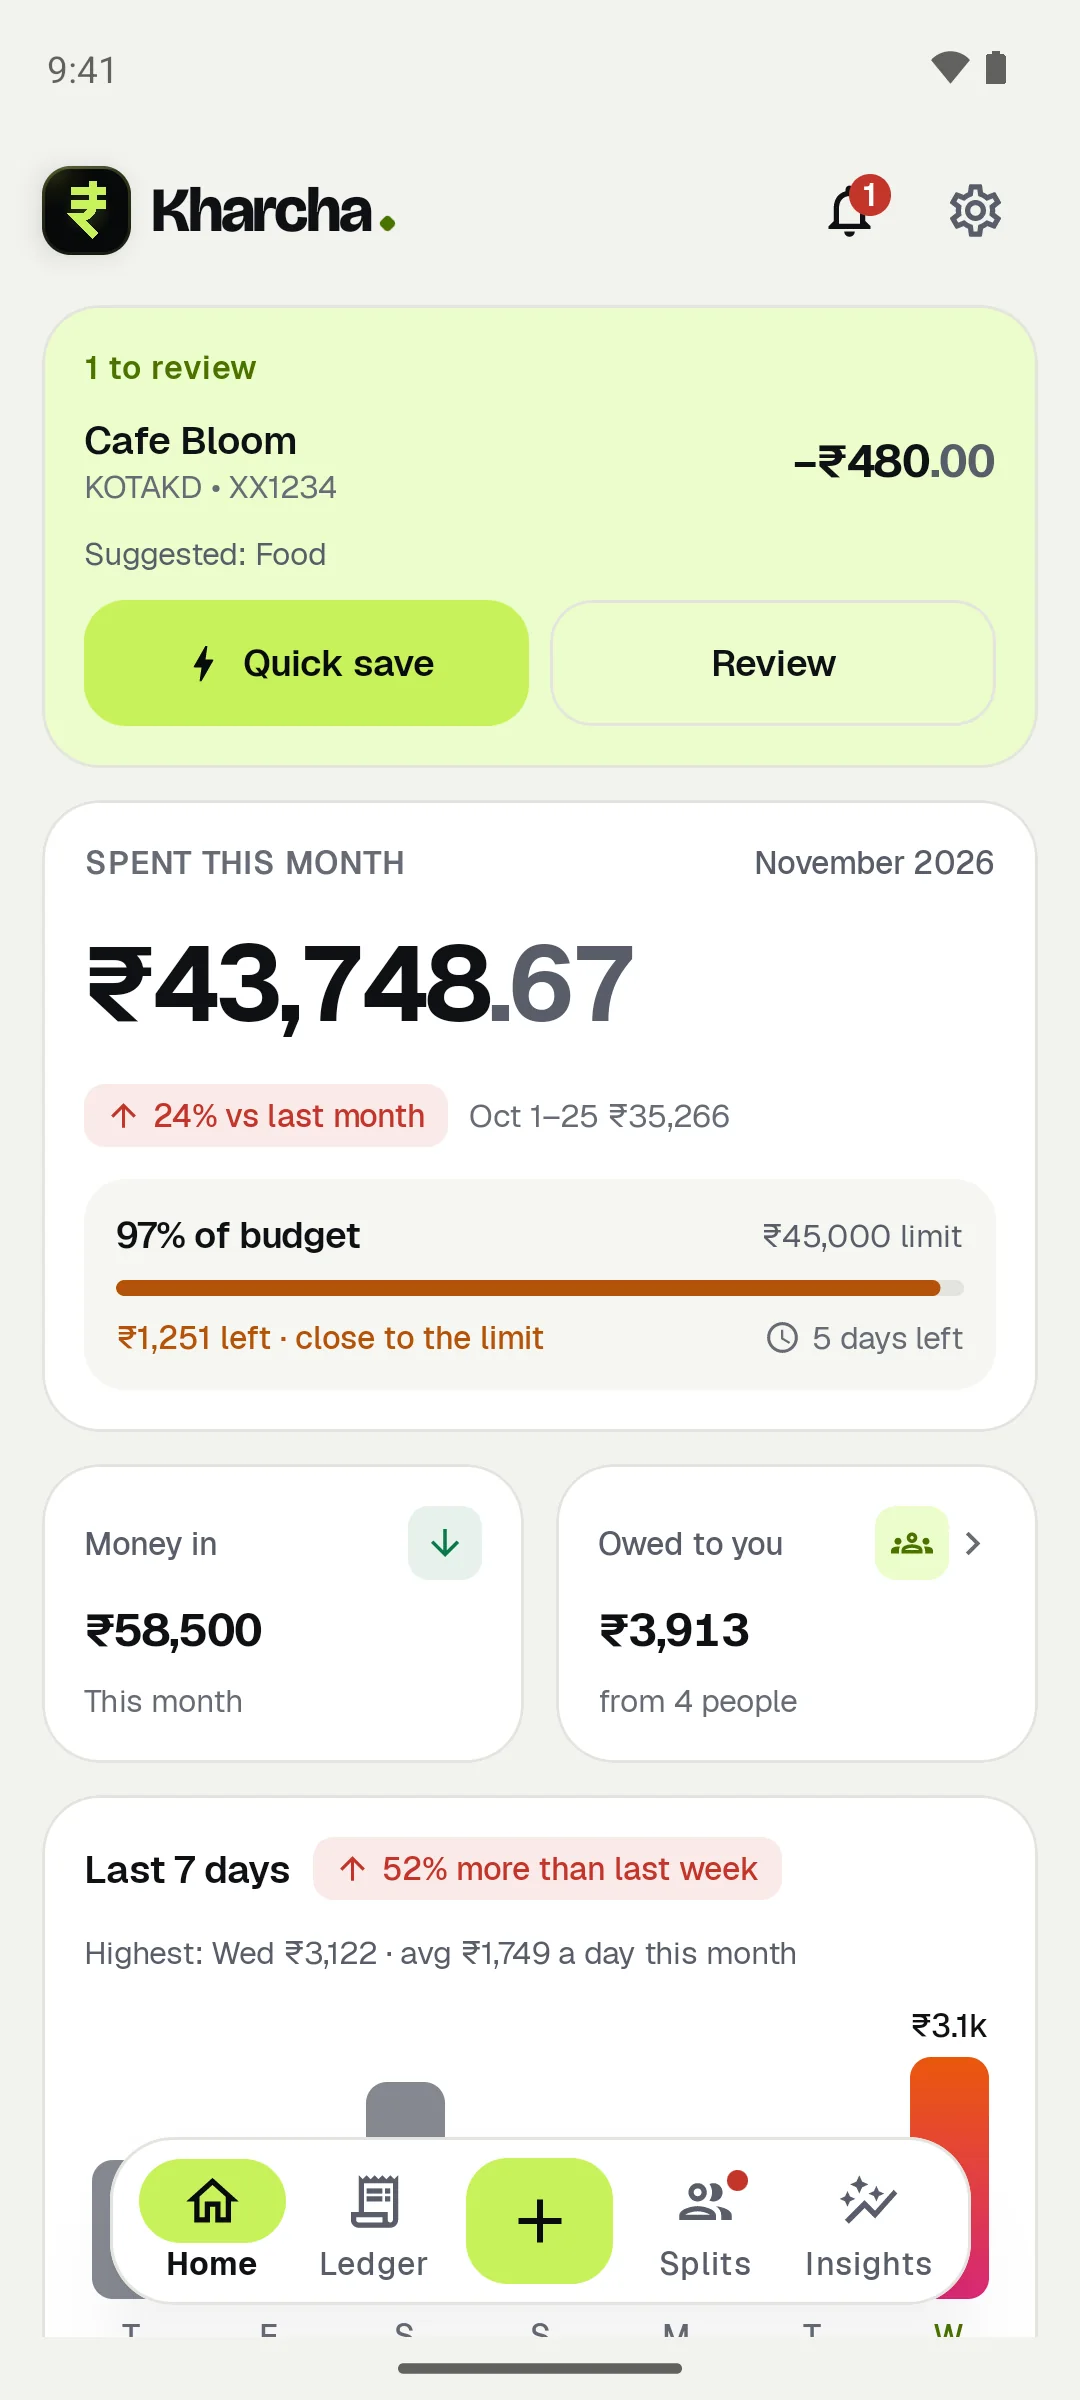 9:41
₹ Kharcha.
1
1 to review
Cafe Bloom
KOTAKD • XX1234
–₹480.00
Suggested: Food
Quick save
Review
SPENT THIS MONTH
November 2026
₹43,748.67
24% vs last month
Oct 1–25 ₹35,266
97% of budget
₹45,000 limit
₹1,251 left · close to the limit
5 days left
Money in
₹58,500
This month
Owed to you
₹3,913
from 4 people
Last 7 days
52% more than last week
Highest: Wed ₹3,122 · avg ₹1,749 a day this month
₹3.1k
Home
Ledger
Splits
Insights
T F S S M T W